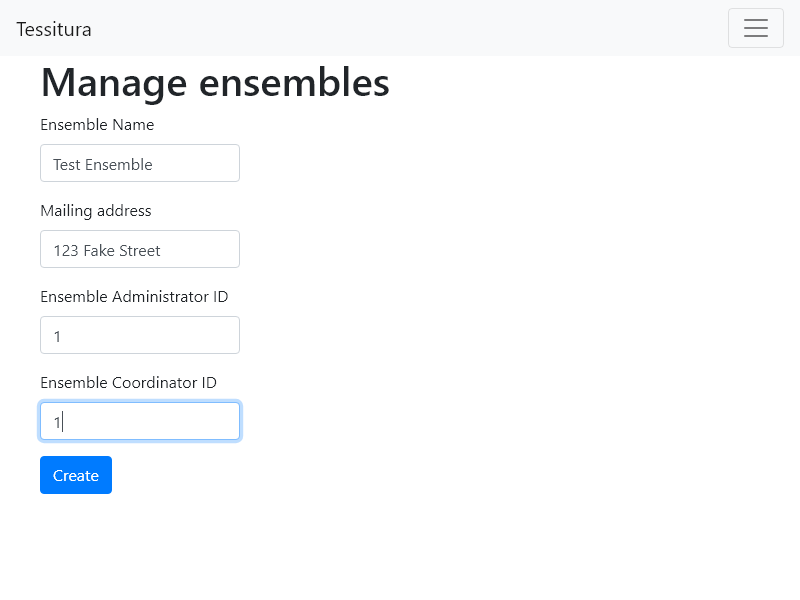 Tessitura
Manage ensembles
Ensemble Name
Test Ensemble
Mailing address
123 Fake Street
Ensemble Administrator ID
1
Ensemble Coordinator ID
1
Create